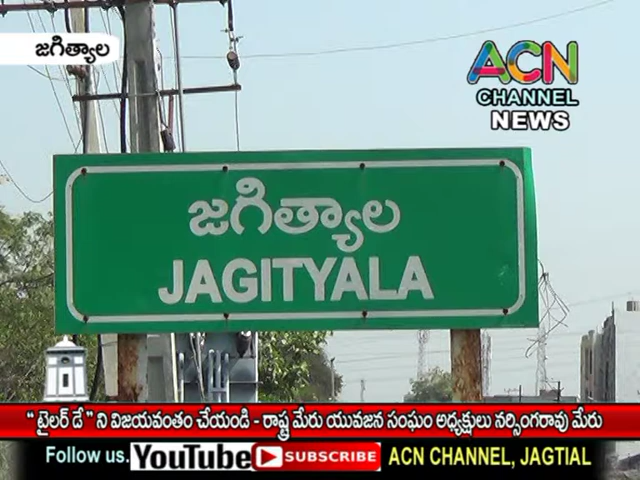 జగిత్యాల
ACN
CHANNEL
NEWS
జగిత్యాల
JAGITYALA
“ టైలర్ డే ” ని విజయవంతం చేయండి - రాష్ట్ర మేరు యువజన సంఘం అధ్యక్షులు నర్సింగరావు మేరు
Follow us. YouTube SUBSCRIBE ACN CHANNEL, JAGTIAL